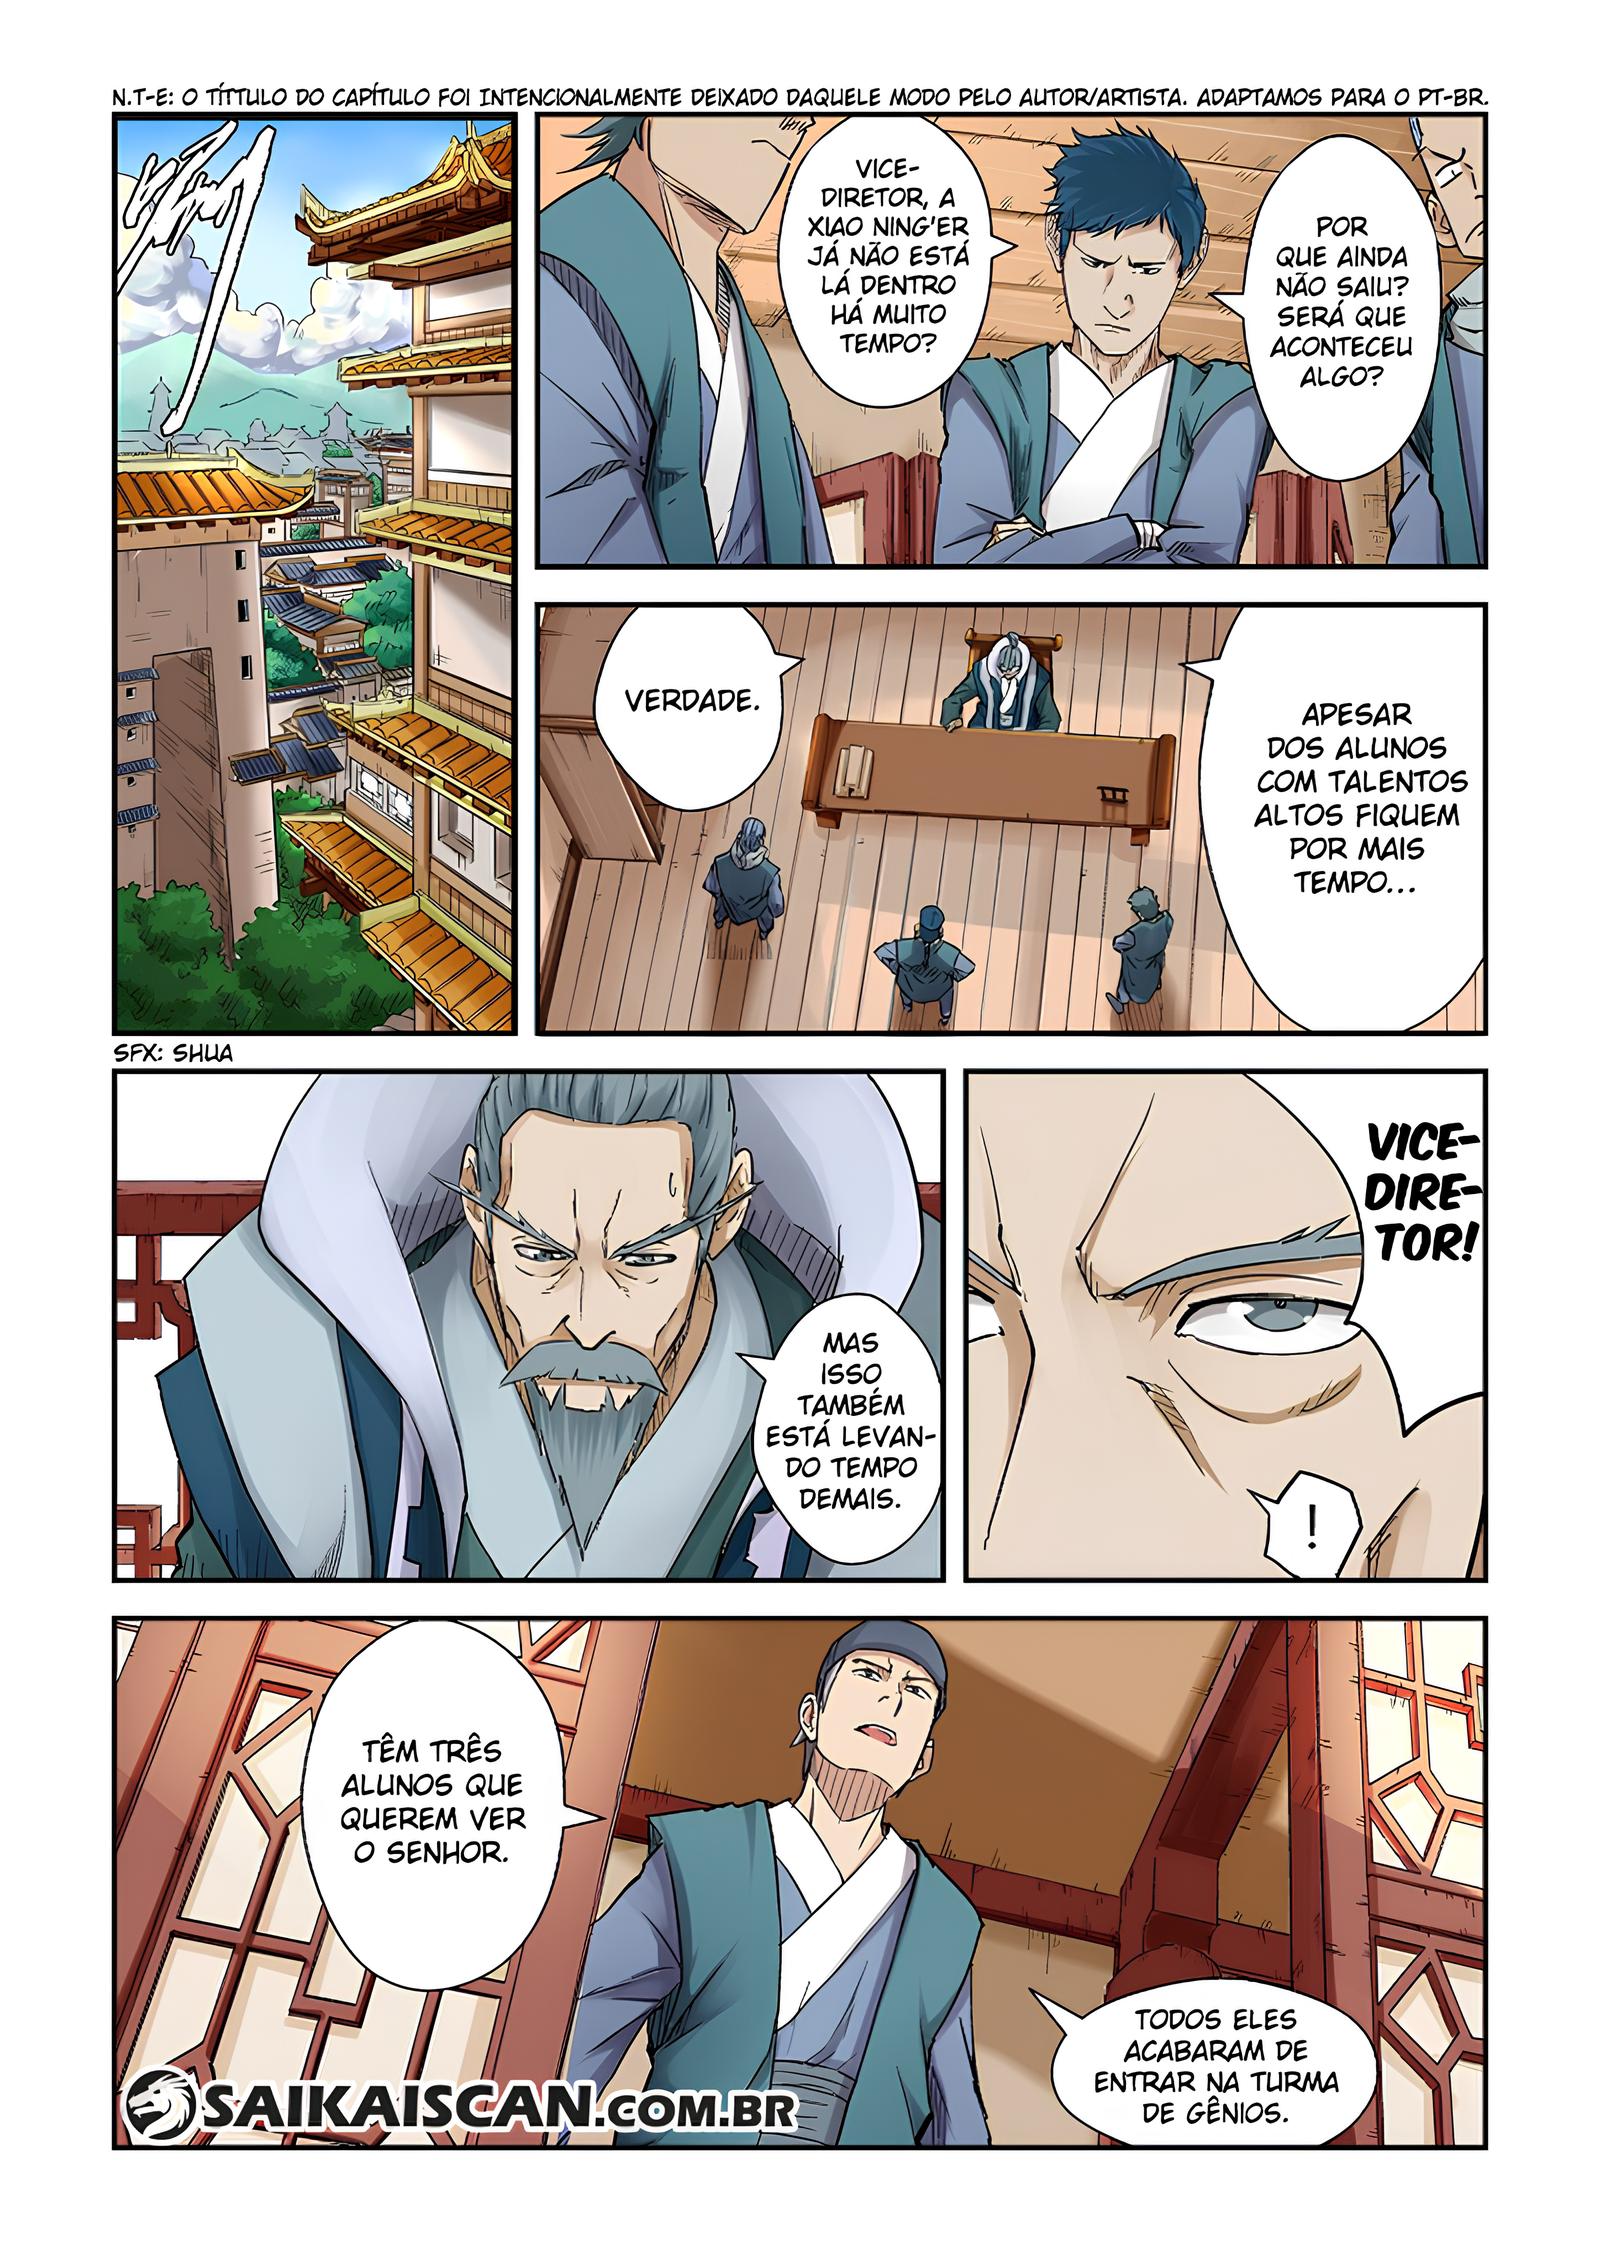 N.T-E: O TÍTTULO DO CAPÍTULO FOI INTENCIONALMENTE DEIXADO DAQUELE MODO PELO AUTOR/ARTISTA. ADAPTAMOS PARA O PT-BR.
VICE-
DIRETOR, A
XIAO NING'ER
JÁ NÃO ESTÁ
LÁ DENTRO
HÁ MUITO
TEMPO?
POR
QUE AINDA
NÃO SAIU?
SERÁ QUE
ACONTECEU
ALGO?
VERDADE.
APESAR
DOS ALUNOS
COM TALENTOS
ALTOS FIQUEM
POR MAIS
TEMPO...
SFX: SHUA
MAS
ISSO
TAMBÉM
ESTÁ LEVAN-
DO TEMPO
DEMAIS.
VICE-
DIRE-
TOR!
!
TÊM TRÊS
ALUNOS QUE
QUEREM VER
O SENHOR.
TODOS ELES
ACABARAM DE
ENTRAR NA TURMA
DE GÊNIOS.
SAIKAISCAN.COM.BR